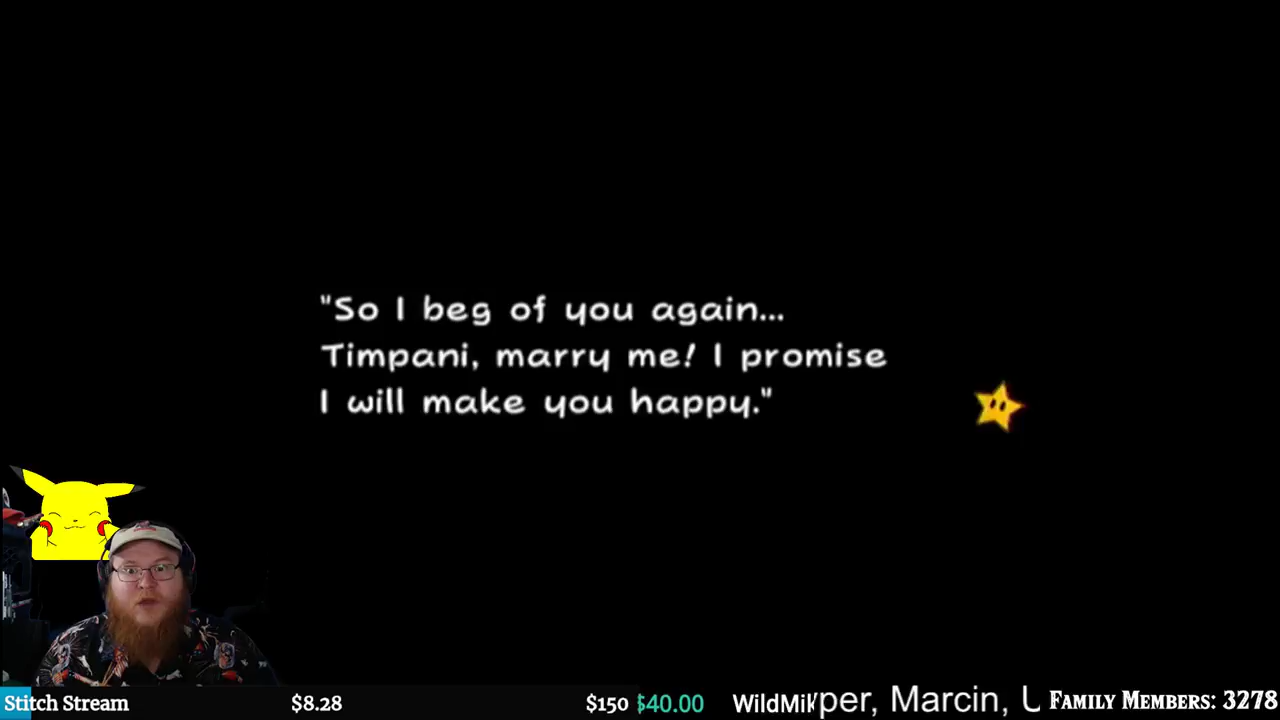 "So I beg of you again...
Timpani, marry me! I promise
I will make you happy."
Stitch Stream $8.28 $150 $40.00 Marcin, Family Members: 3278